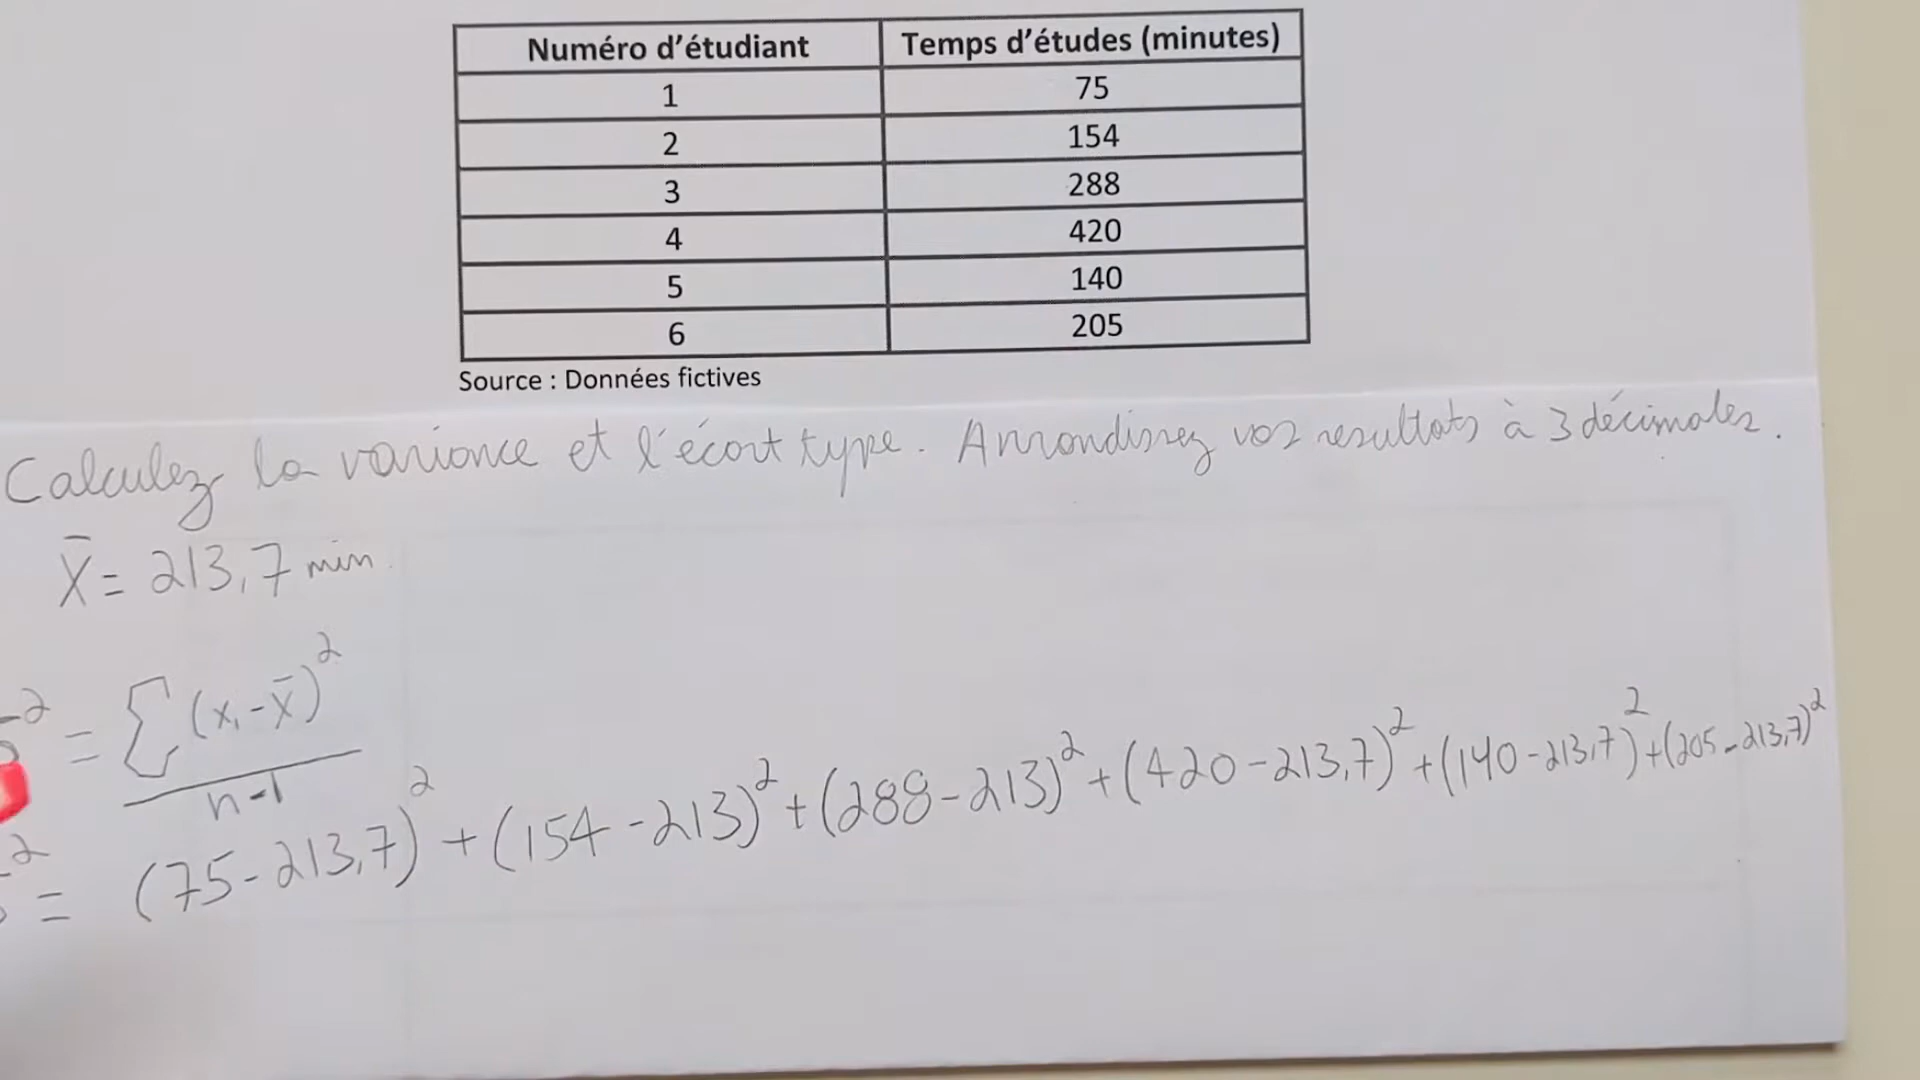 Numéro d'étudiant Temps d'études (minutes)
1 75
2 154
3 288
4 420
5 140
6 205
Source : Données fictives
Calculez la variance et l'écart type. Arrondissez vos resultats à 3 décimales.
X̄ = 213,7 min
² = Σ(xᵢ-x̄)²
n-1
² = (75-213,7)² + (154-213)² + (288-213)² + (420-213,7)² + (140-213,7)² + (205-213,7)²